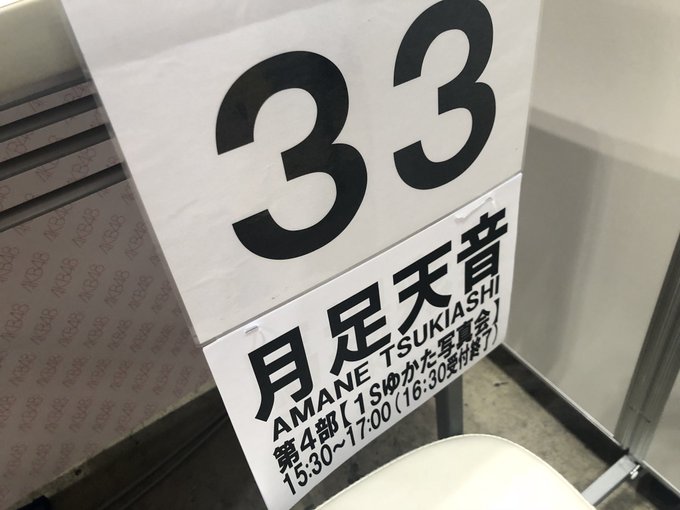 33
月足天音
AMANE TSUKIASHI
第4部【1Sゆかた写真会】
15:30~17:00(16:30受付終了)
AKB48